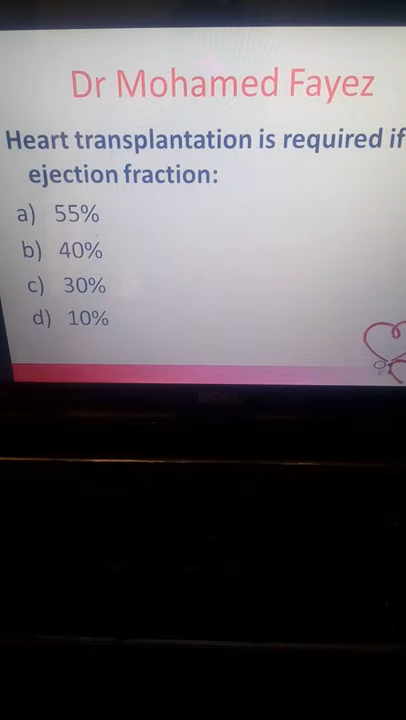 Dr Mohamed Fayez
Heart transplantation is required if
ejection fraction:
a) 55%
b) 40%
c) 30%
d) 10%